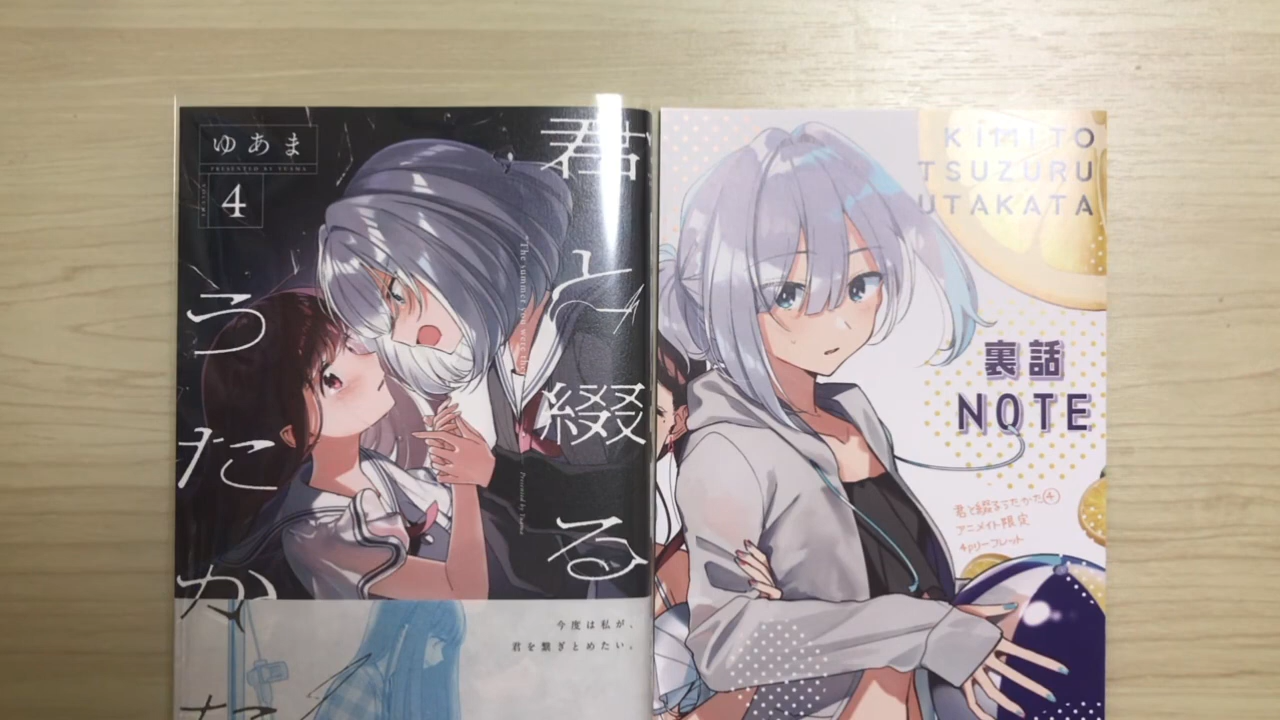 ゆあま
PRESENTED BY YUAMA
4
君と綴る
うたかた
"The summer you were there
Presented by Yuama
今度は私が、
君を繋ぎとめたい。
KIMI TO
TSUZURU
UTAKATA
裏話
NOTE
君と綴るうたかた④
アニメイト限定
4pリーフレット